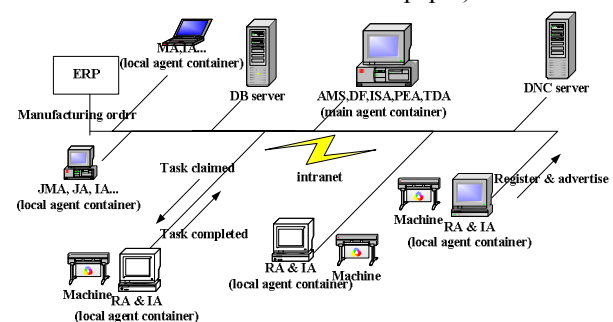 MA,IA...
(local agent container)
ERP
DB server
AMS,DF,ISA,PEA,TDA
(main agent container)
DNC server
Manufacturing ordrr
JMA, JA, IA...
(local agent container)
Task claimed
intranet
Register & advertise
Machine
RA & IA
(local agent container)
Task completed
RA & IA
Machine
(local agent container)
Machine
RA & IA
(local agent container)